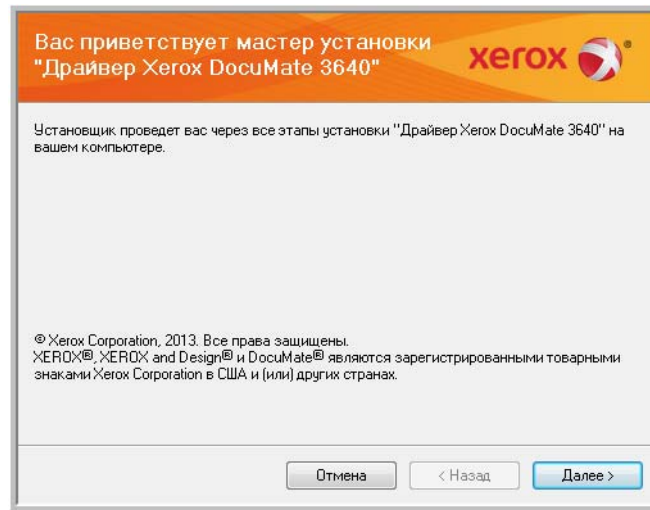 Вас приветствует мастер установки
"Драйвер Xerox DocuMate 3640"
xerox
Установщик проведет вас через все этапы установки "Драйвер Xerox DocuMate 3640" на
вашем компьютере.
© Xerox Corporation, 2013. Все права защищены.
XEROX®, XEROX and Design® и DocuMate® являются зарегистрированными товарными
знаками Xerox Corporation в США и (или) других странах.
Отмена
< Назад
Далее >